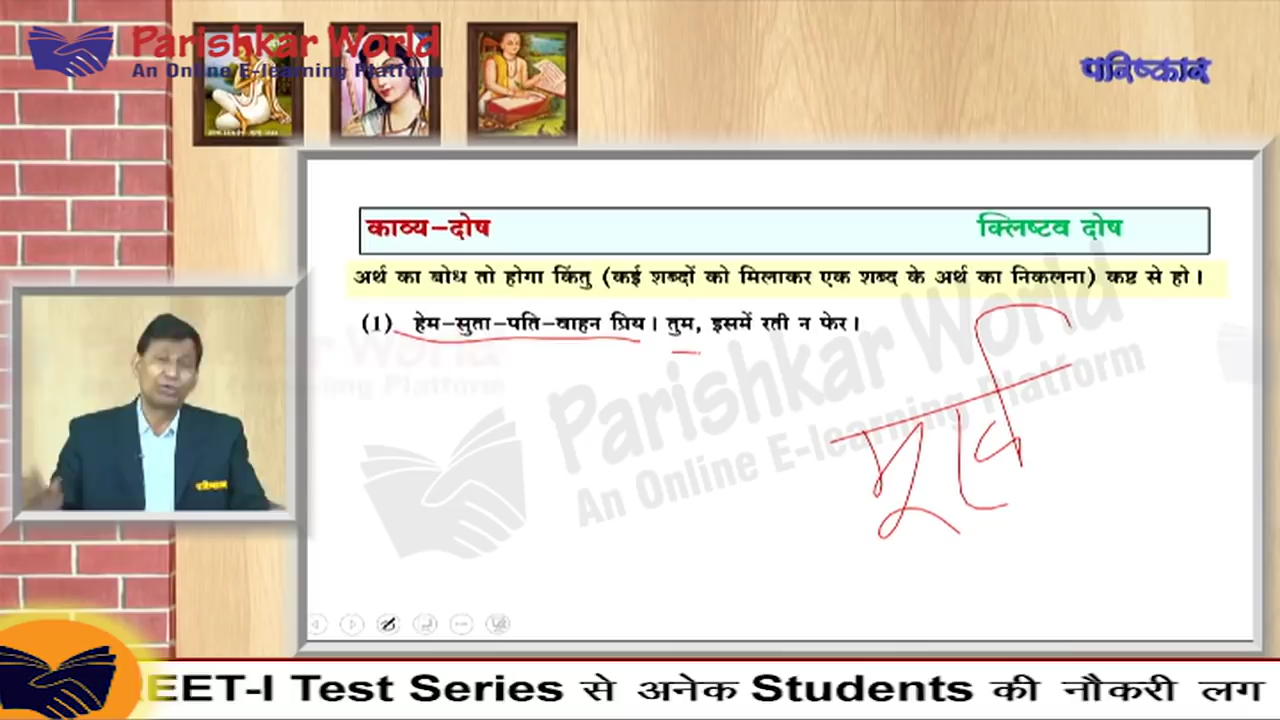 Parishkar World
An Online E-learning Platform
परिष्कार
काव्य-दोष
क्लिष्टव दोष
अर्थ का बोध तो होगा किंतु (कई शब्दों को मिलाकर एक शब्द के अर्थ का निकलना) कष्ट से हो।
(1) हेम-सुता-पति-वाहन प्रिय। तुम, इसमें रती न फेर।
Parishkar World
An Online E-learning Platform
EET-I Test Series से अनेक Students की नौकरी लग